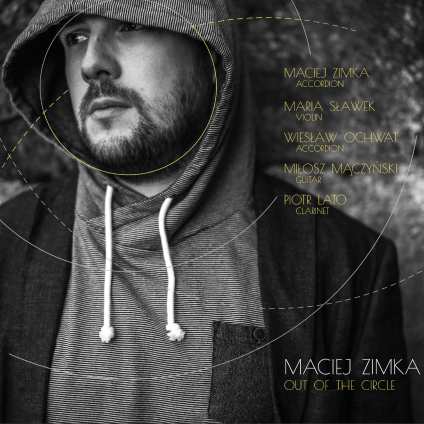 MACIEJ ZIMKA
ACCORDION
MARIA SŁAWEK
VIOLIN
WIESŁAW OCHWAT
ACCORDION
MIŁOSZ MĄCZYŃSKI
GUITAR
PIOTR LATO
CLARINET
MACIEJ ZIMKA
OUT OF THE CIRCLE